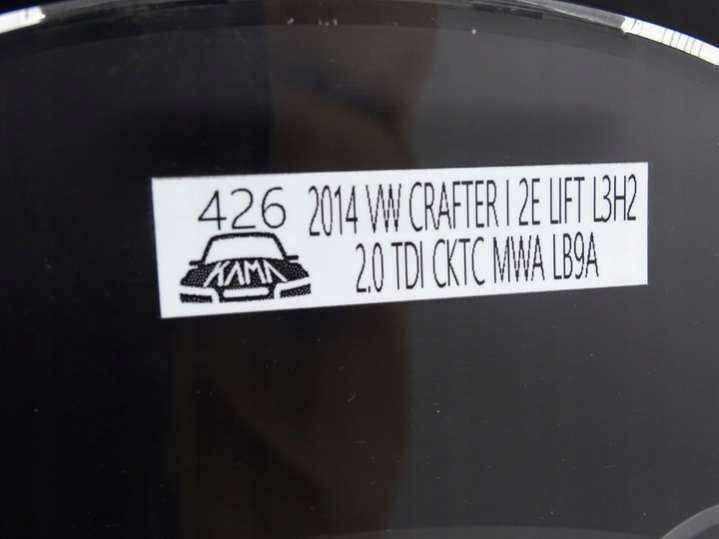 426 2014 VW CRAFTER I 2E LIFT L3H2
KAMA 2.0 TDI CKTC MWA LB9A